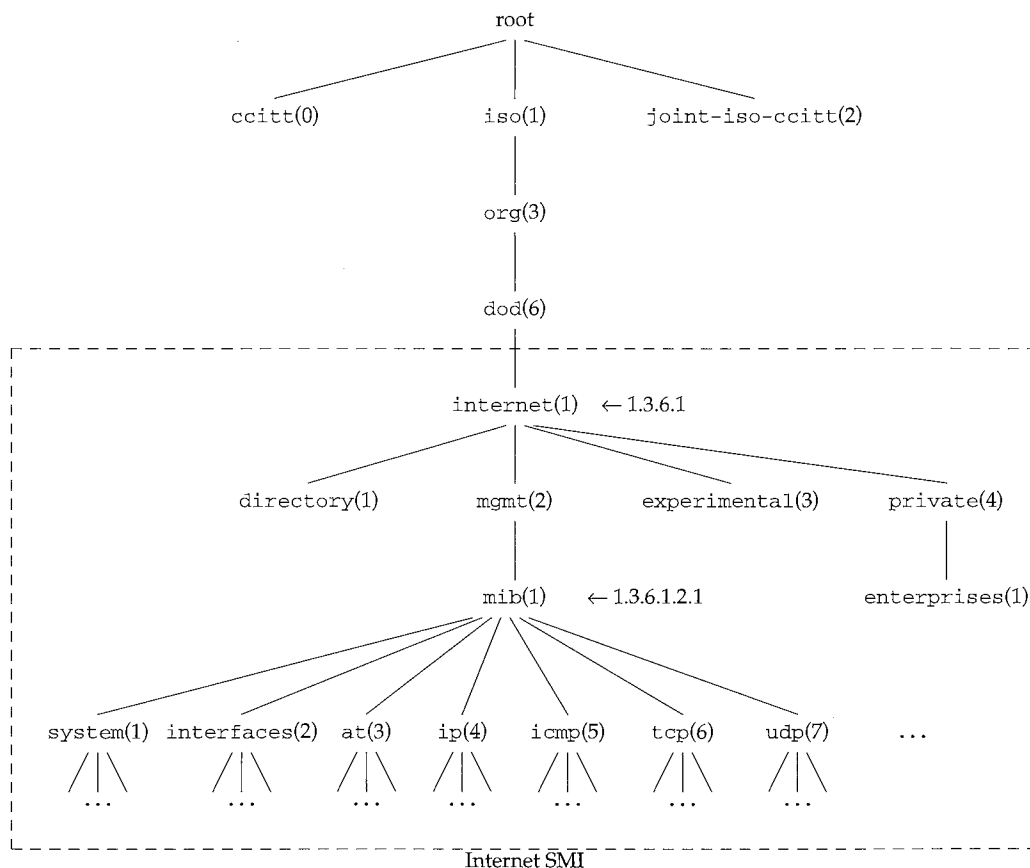 root
ccitt(0) iso(1) joint-iso-ccitt(2)
org(3)
dod(6)
internet(1) ← 1.3.6.1
directory(1) mgmt(2) experimental(3) private(4)
mib(1) ← 1.3.6.1.2.1 enterprises(1)
system(1) interfaces(2) at(3) ip(4) icmp(5) tcp(6) udp(7) ...
... ... ... ... ... ... ...
Internet SMI